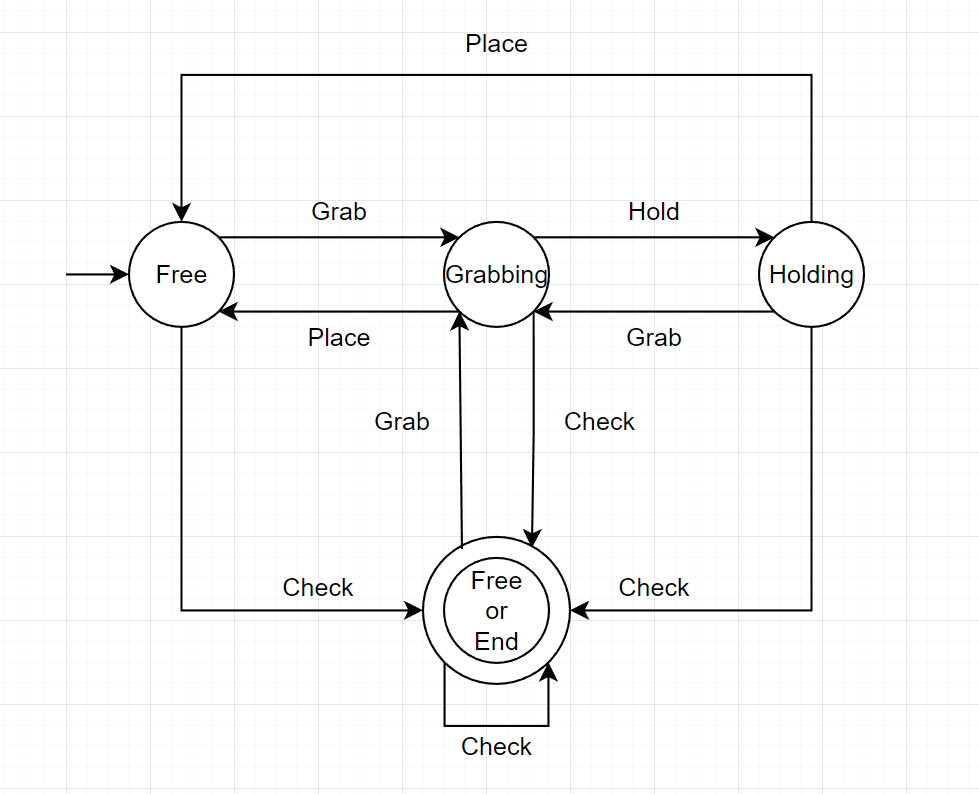 Place
Grab
Hold
Free
Grabbing
Holding
Place
Grab
Grab
Check
Check
Check
Free
or
End
Check